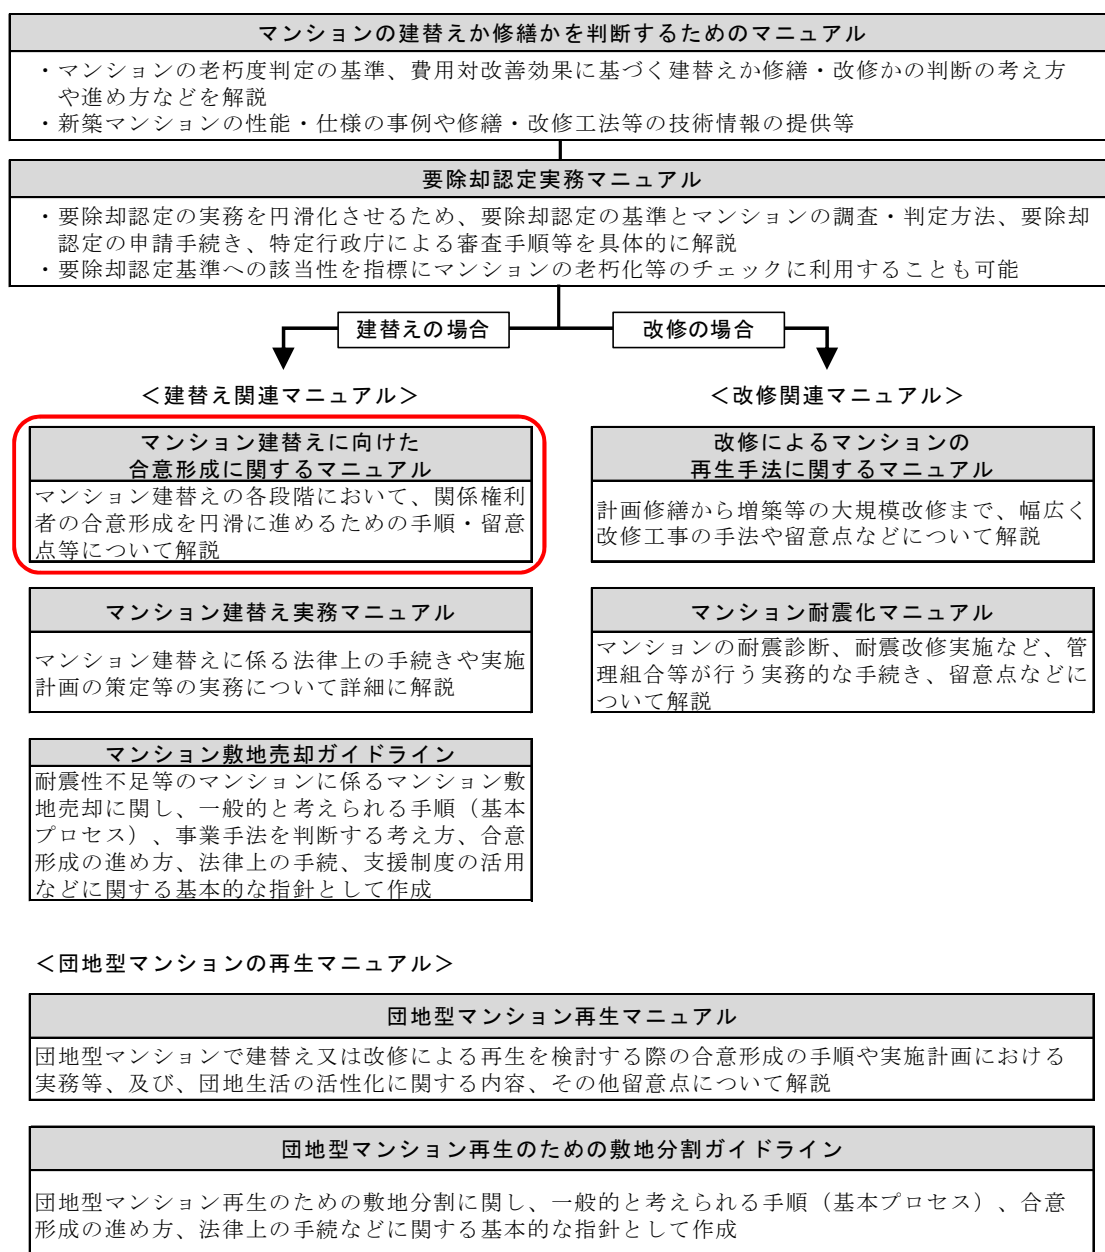 マンションの建替えか修繕かを判断するためのマニュアル
・マンションの老朽度判定の基準、費用対改善効果に基づく建替えか修繕・改修かの判断の考え方
や進め方などを解説
・新築マンションの性能・仕様の事例や修繕・改修工法等の技術情報の提供等
要除却認定実務マニュアル
・要除却認定の実務を円滑化させるため、要除却認定の基準とマンションの調査・判定方法、要除却
認定の申請手続き、特定行政庁による審査手順等を具体的に解説
・要除却認定基準への該当性を指標にマンションの老朽化等のチェックに利用することも可能
建替えの場合
改修の場合
＜建替え関連マニュアル＞
マンション建替えに向けた
合意形成に関するマニュアル
マンション建替えの各段階において、関係権利
者の合意形成を円滑に進めるための手順・留意
点等について解説
マンション建替え実務マニュアル
マンション建替えに係る法律上の手続きや実施
計画の策定等の実務について詳細に解説
マンション敷地売却ガイドライン
耐震性不足等のマンションに係るマンション敷
地売却に関し、一般的と考えられる手順（基本
プロセス）、事業手法を判断する考え方、合意
形成の進め方、法律上の手続、支援制度の活用
などに関する基本的な指針として作成
＜改修関連マニュアル＞
改修によるマンションの
再生手法に関するマニュアル
計画修繕から増築等の大規模改修まで、幅広く
改修工事の手法や留意点などについて解説
マンション耐震化マニュアル
マンションの耐震診断、耐震改修実施など、管
理組合等が行う実務的な手続き、留意点などに
ついて解説
＜団地型マンションの再生マニュアル＞
団地型マンション再生マニュアル
団地型マンションで建替え又は改修による再生を検討する際の合意形成の手順や実施計画における
実務等、及び、団地生活の活性化に関する内容、その他留意点について解説
団地型マンション再生のための敷地分割ガイドライン
団地型マンション再生のための敷地分割に関し、一般的と考えられる手順（基本プロセス）、合意
形成の進め方、法律上の手続などに関する基本的な指針として作成